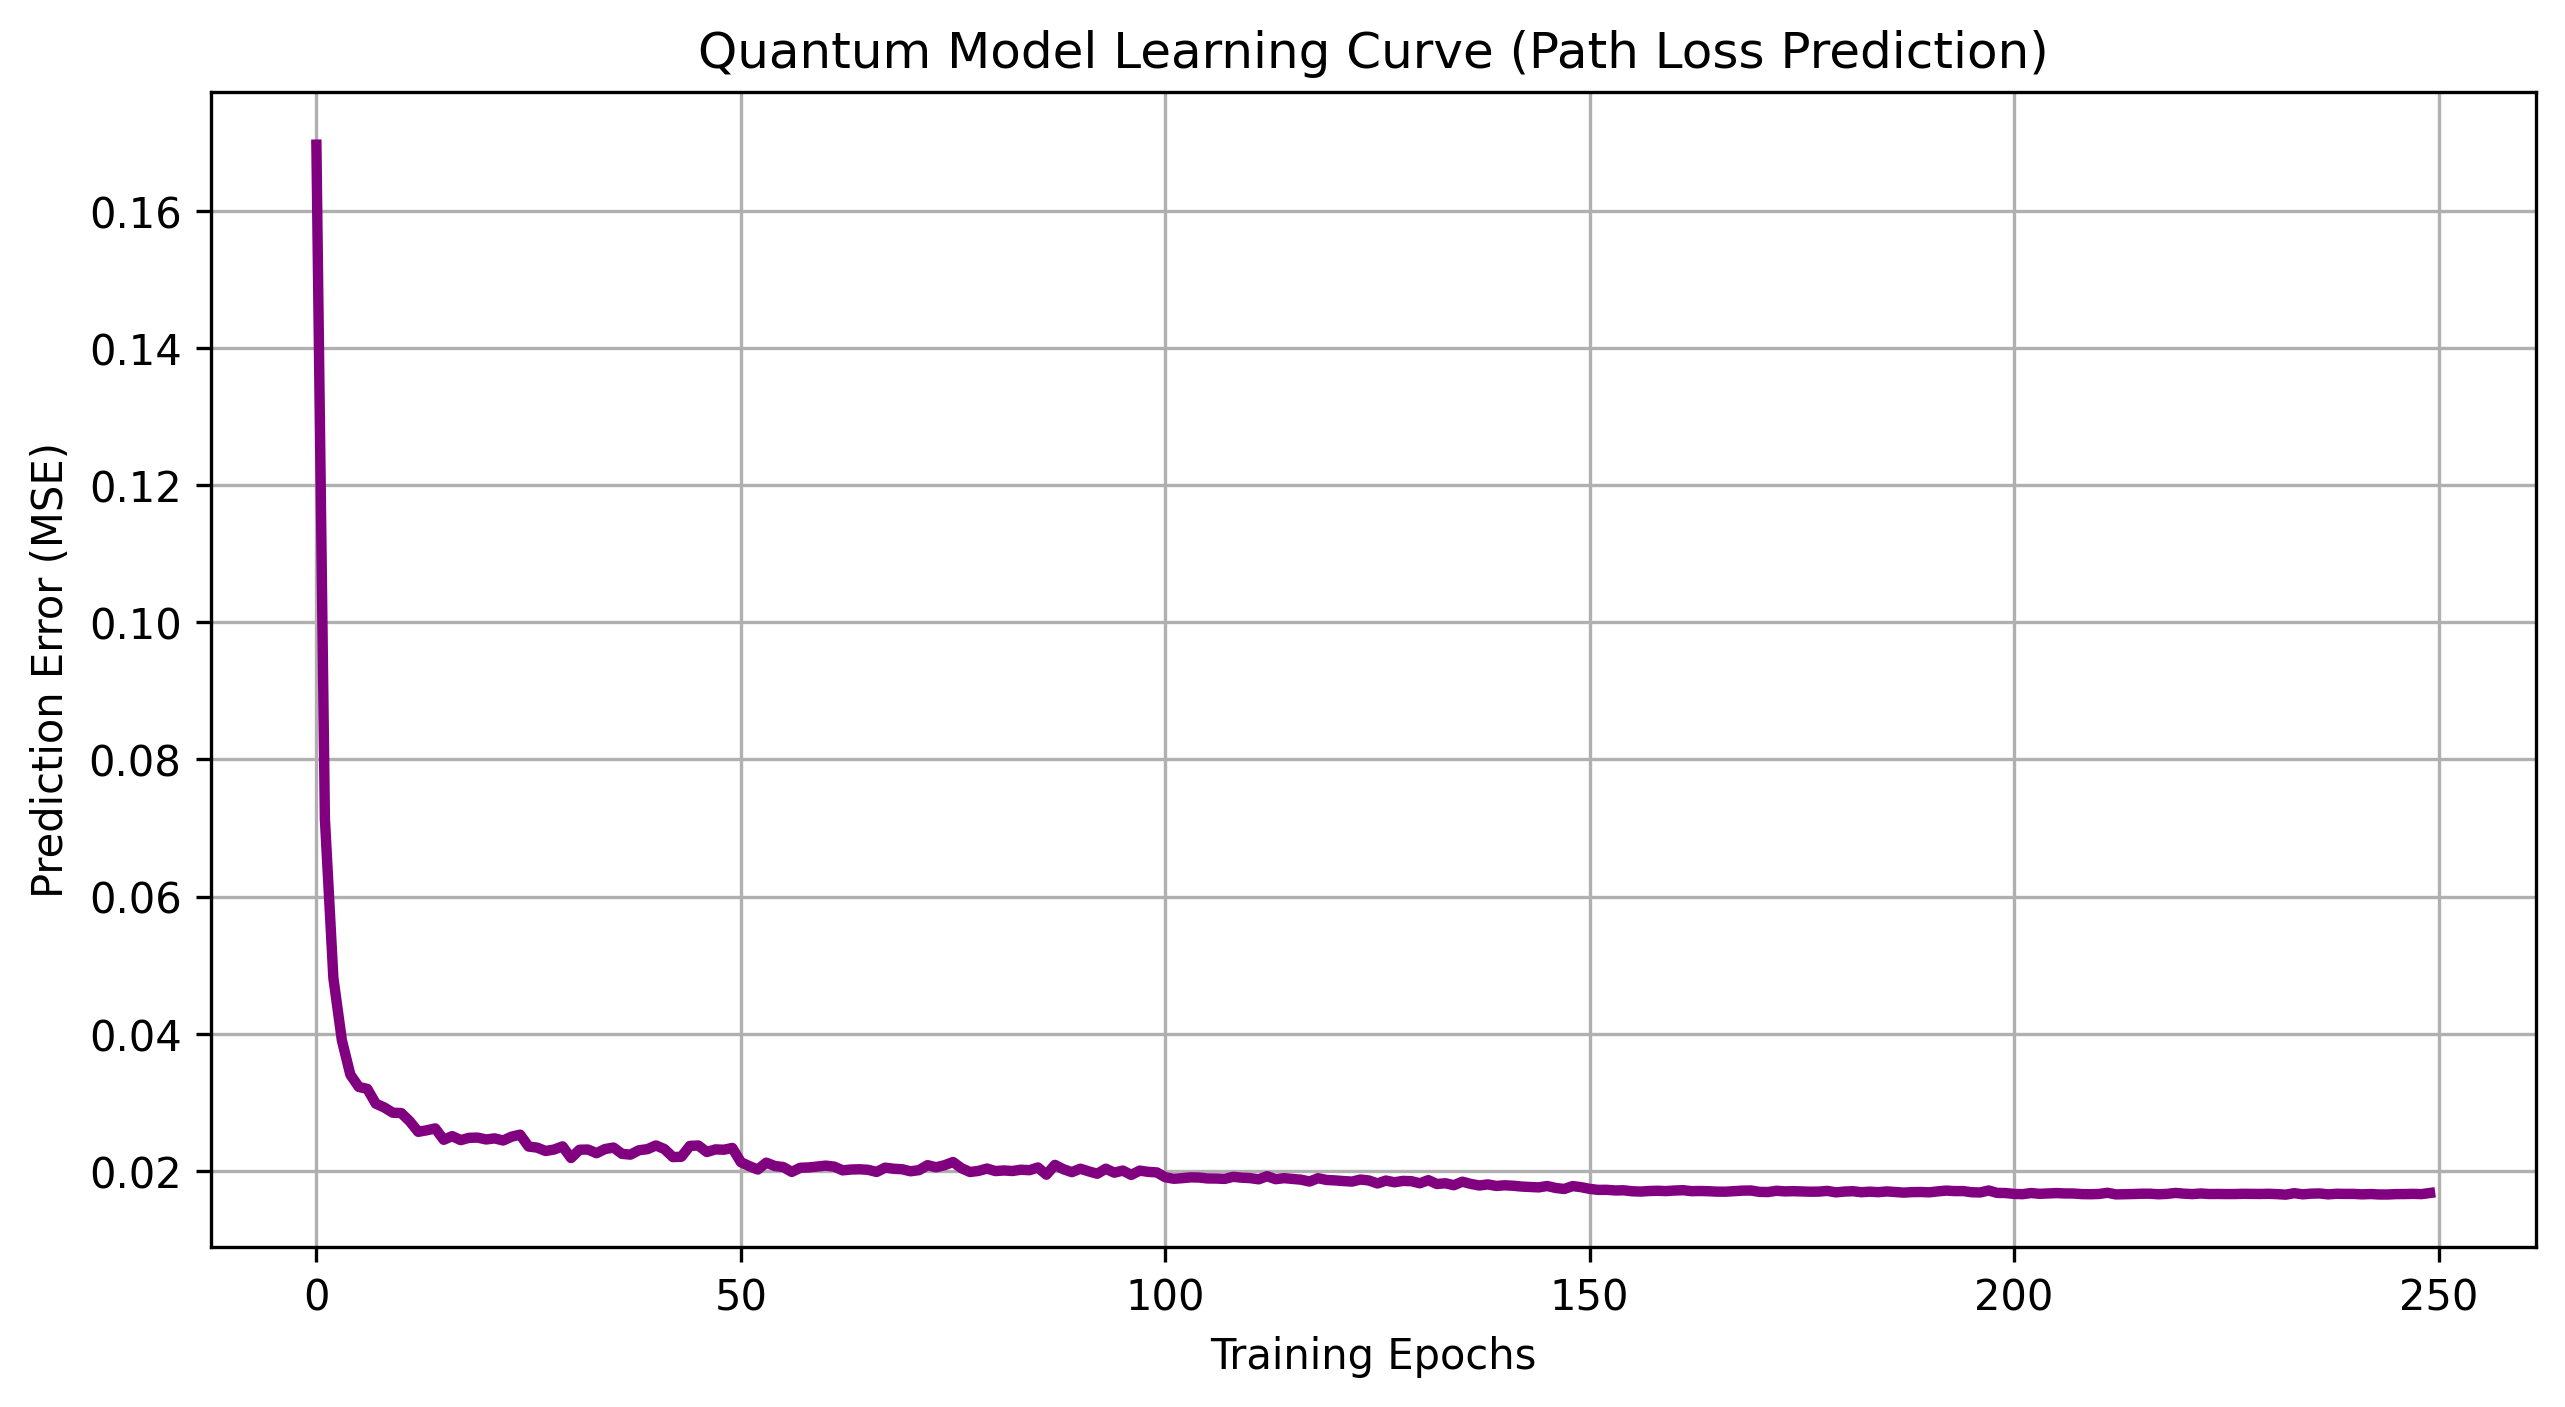 Quantum Model Learning Curve (Path Loss Prediction)
Prediction Error (MSE)
0.16
0.14
0.12
0.10
0.08
0.06
0.04
0.02
0 50 100 150 200 250
Training Epochs